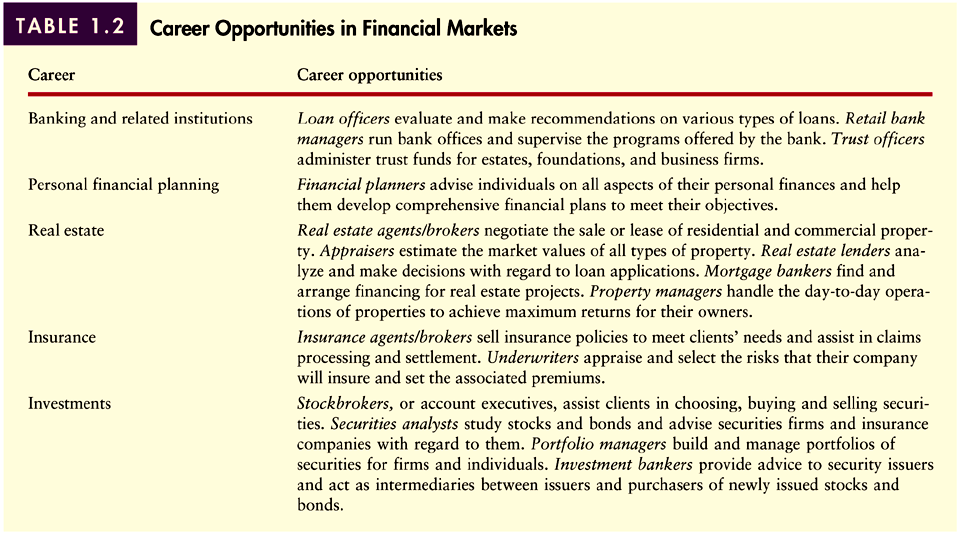 TABLE 1.2 Career Opportunities in Financial Markets
Career Career opportunities
Banking and related institutions Loan officers evaluate and make recommendations on various types of loans. Retail bank
managers run bank offices and supervise the programs offered by the bank. Trust officers
administer trust funds for estates, foundations, and business firms.
Personal financial planning Financial planners advise individuals on all aspects of their personal finances and help
them develop comprehensive financial plans to meet their objectives.
Real estate Real estate agents/brokers negotiate the sale or lease of residential and commercial proper-
ty. Appraisers estimate the market values of all types of property. Real estate lenders ana-
lyze and make decisions with regard to loan applications. Mortgage bankers find and
arrange financing for real estate projects. Property managers handle the day-to-day opera-
tions of properties to achieve maximum returns for their owners.
Insurance Insurance agents/brokers sell insurance policies to meet clients' needs and assist in claims
processing and settlement. Underwriters appraise and select the risks that their company
will insure and set the associated premiums.
Investments Stockbrokers, or account executives, assist clients in choosing, buying and selling securi-
ties. Securities analysts study stocks and bonds and advise securities firms and insurance
companies with regard to them. Portfolio managers build and manage portfolios of
securities for firms and individuals. Investment bankers provide advice to security issuers
and act as intermediaries between issuers and purchasers of newly issued stocks and
bonds.